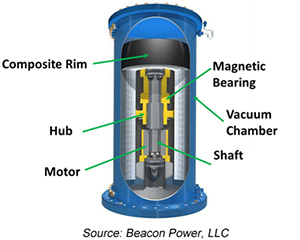 Composite Rim
Magnetic
Bearing
Hub
Vacuum
Chamber
Motor
Shaft
Source: Beacon Power, LLC